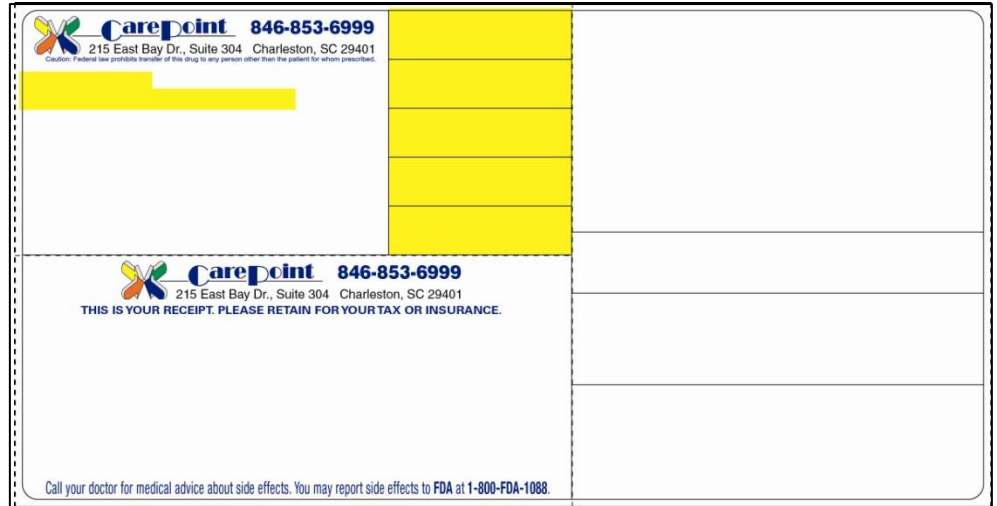 CarePoint 846-853-6999
215 East Bay Dr., Suite 304 Charleston, SC 29401
Caution: Federal law prohibits transfer of this drug to any person other than the patient for whom prescribed.
CarePoint 846-853-6999
215 East Bay Dr., Suite 304 Charleston, SC 29401
THIS IS YOUR RECEIPT. PLEASE RETAIN FOR YOUR TAX OR INSURANCE.
Call your doctor for medical advice about side effects. You may report side effects to FDA at 1-800-FDA-1088.